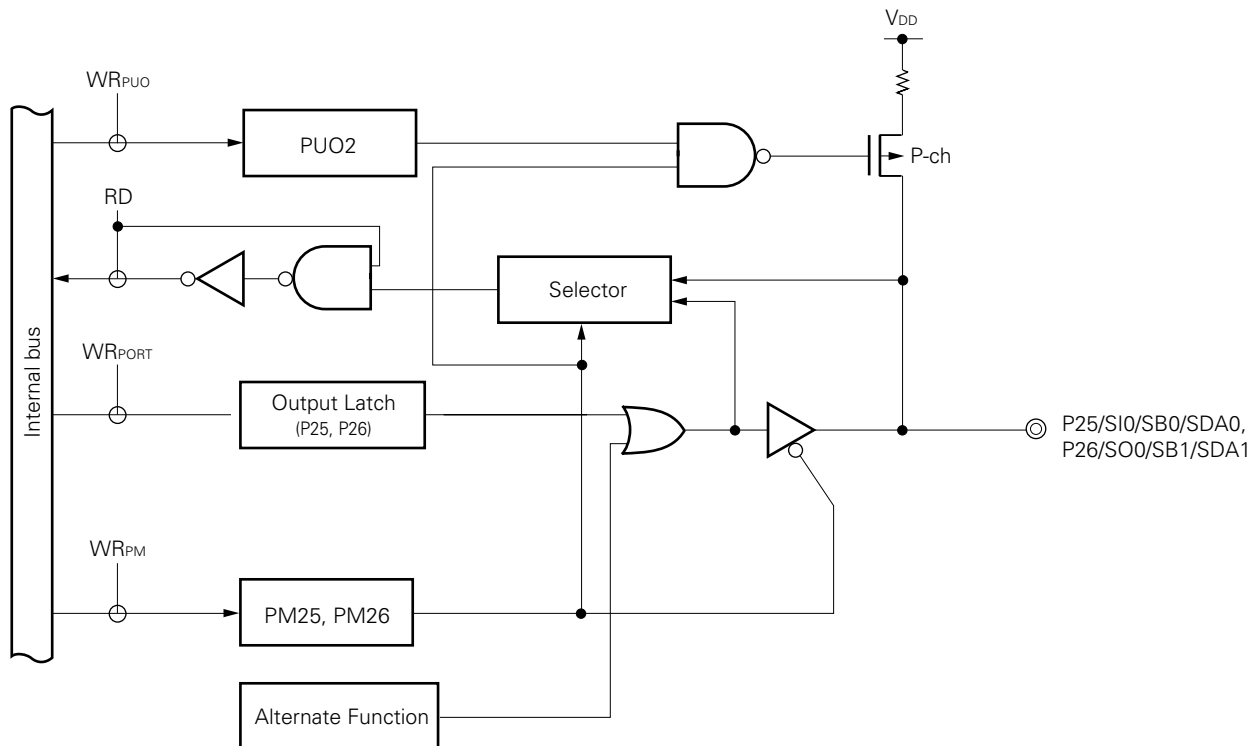 VDD
WRPUO
PUO2
P-ch
RD
Selector
Internal bus
WRPORT
Output Latch
(P25, P26)
P25/SI0/SB0/SDA0,
P26/SO0/SB1/SDA1
WRPM
PM25, PM26
Alternate Function